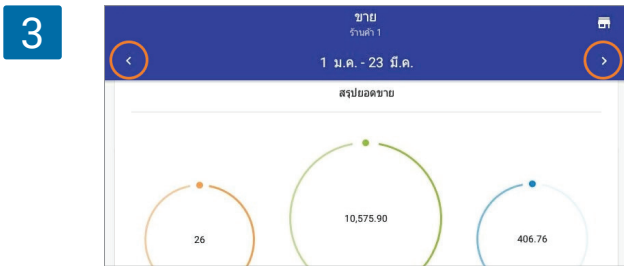 3
ขาย
ร้านค้า 1
1 ม.ค. - 23 มี.ค.
สรุปยอดขาย
10,575.90
26
406.76